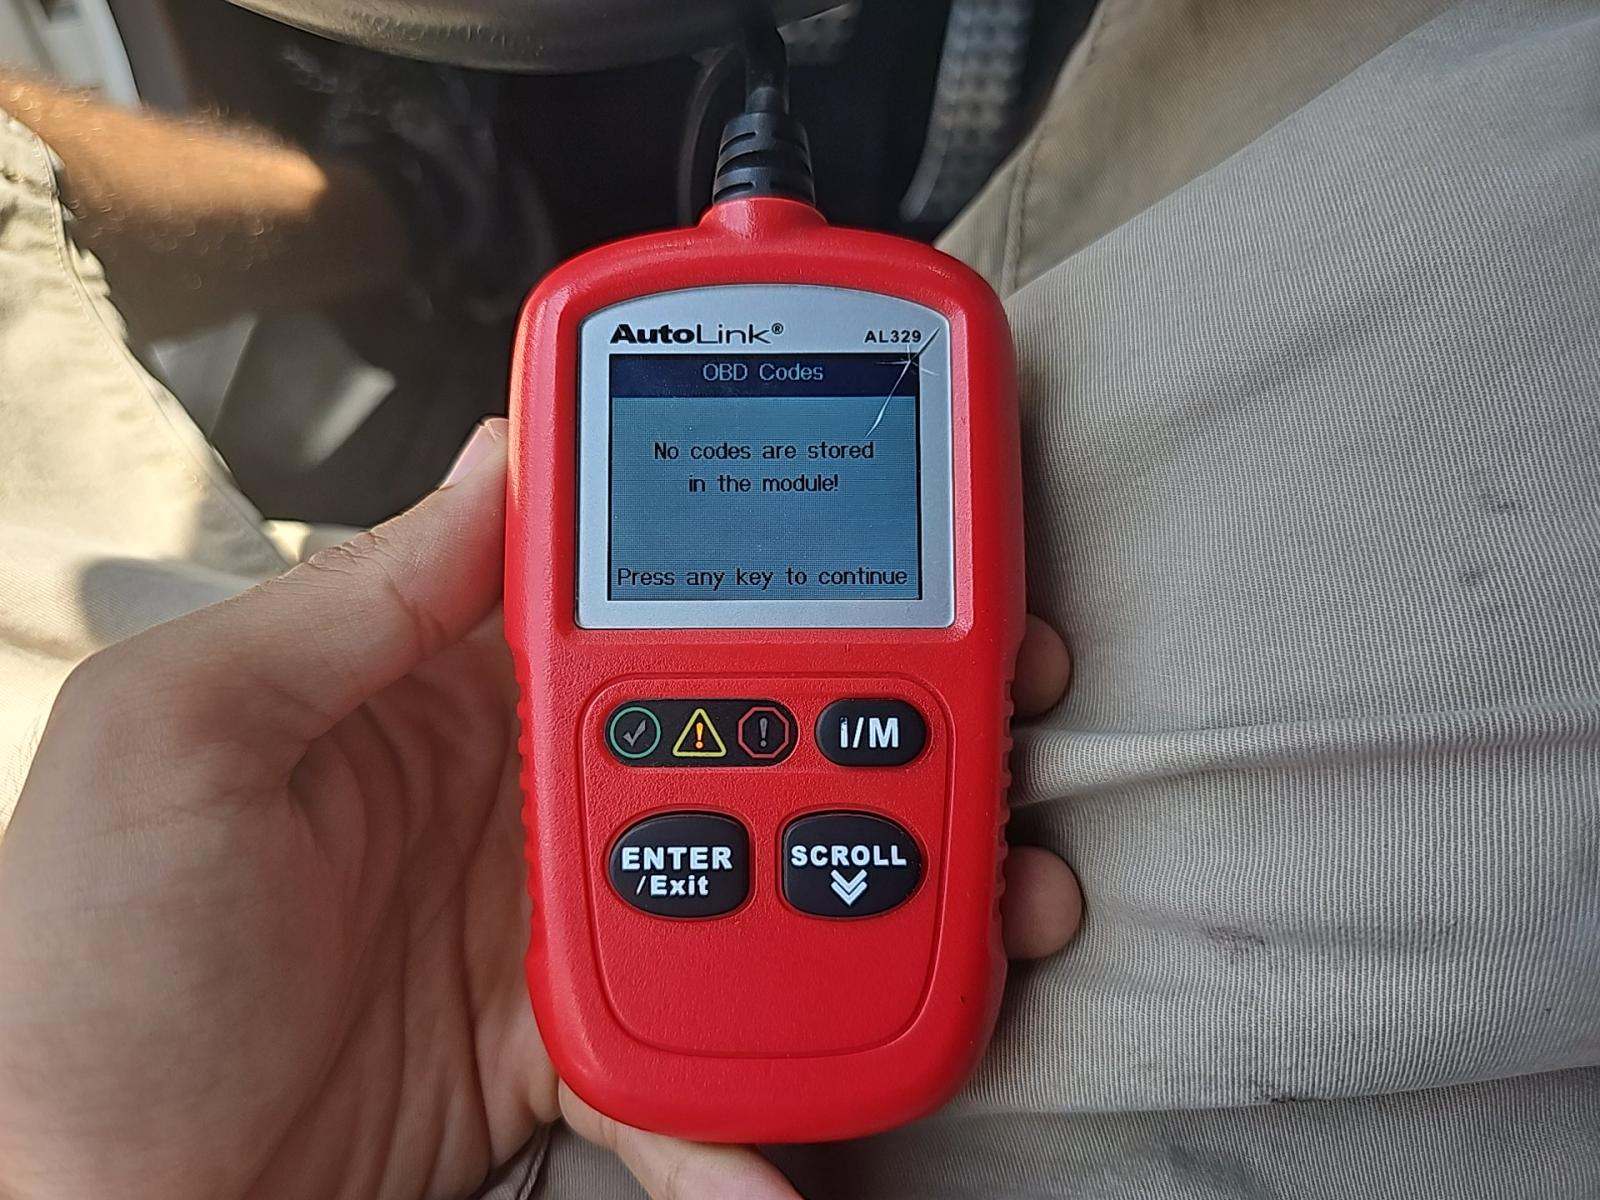 AutoLink® AL329
OBD Codes
No codes are stored
in the module!
Press any key to continue
I/M
ENTER
/Exit
SCROLL